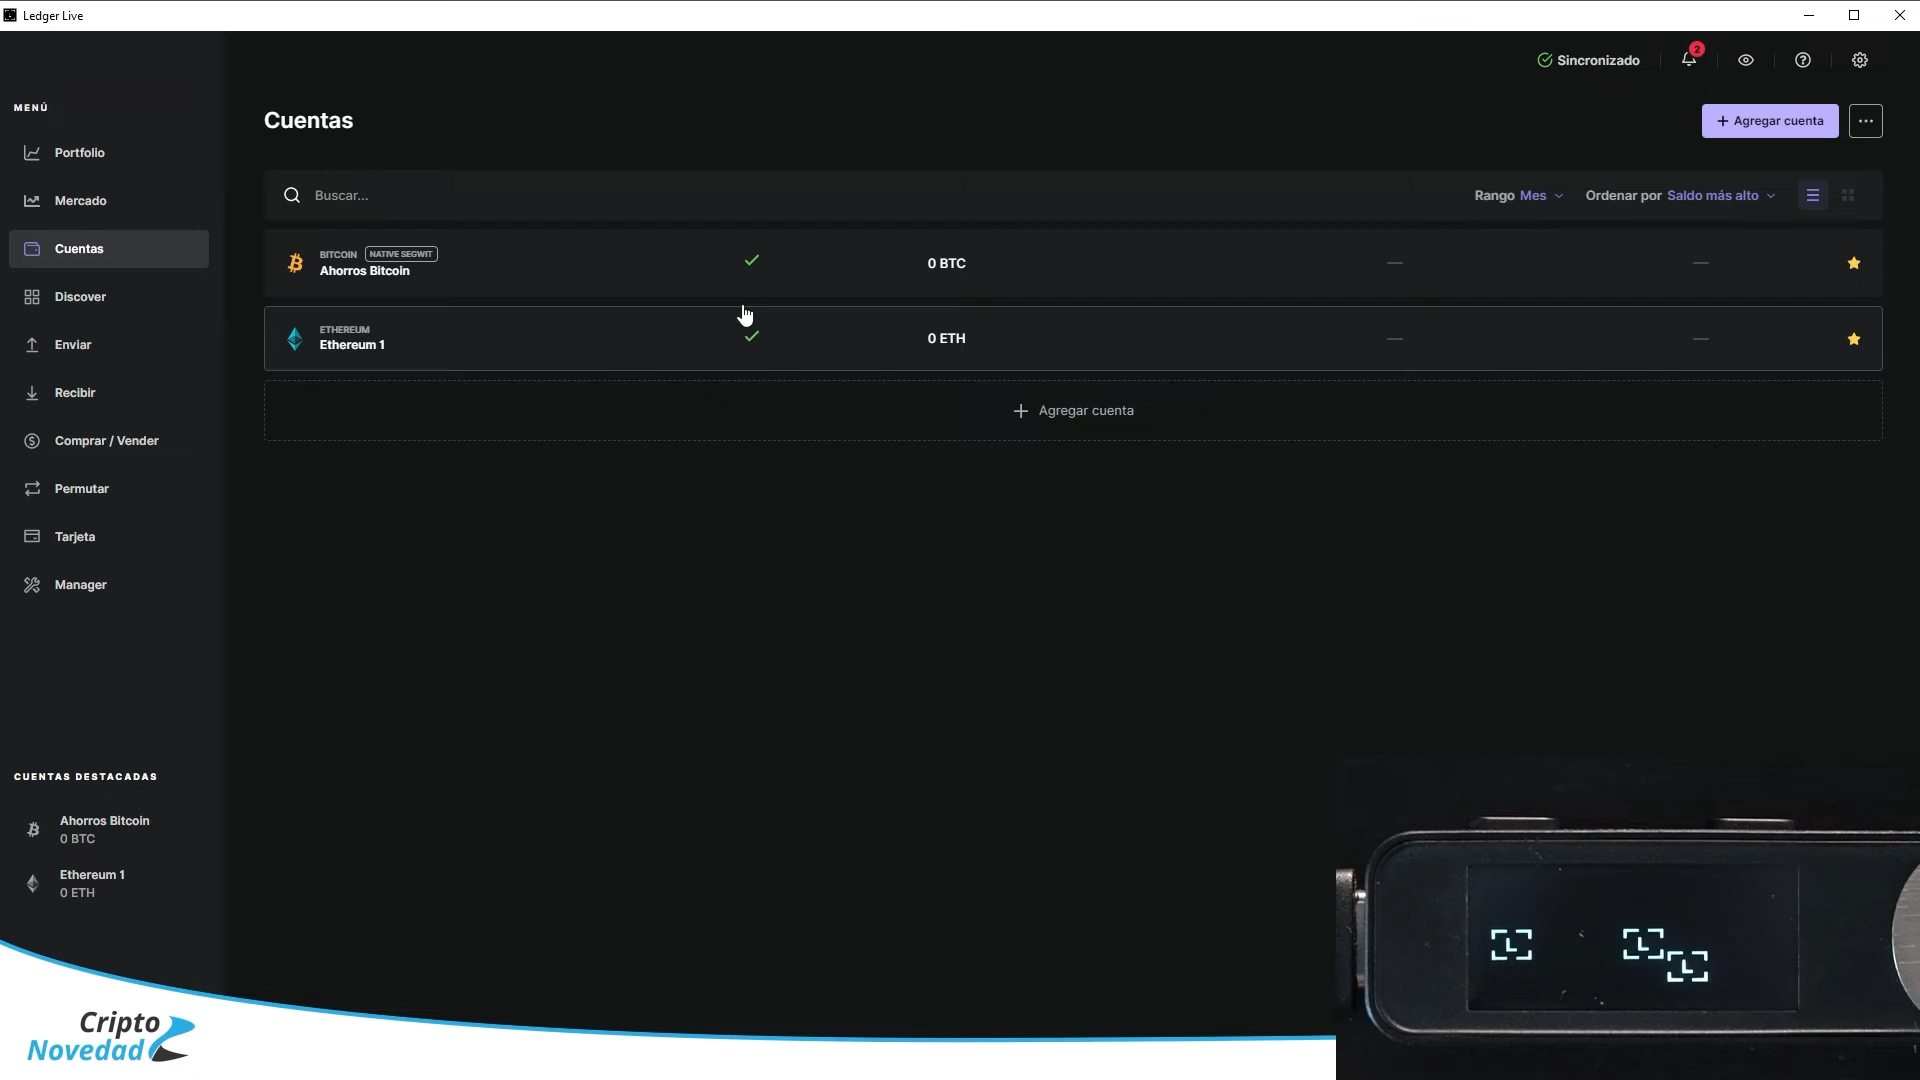 Ledger Live
Sincronizado
2
MENÚ
Portfolio
Mercado
Cuentas
Discover
Enviar
Recibir
Comprar / Vender
Permutar
Tarjeta
Manager
Cuentas
+ Agregar cuenta
Buscar...
Rango Mes
Ordenar por Saldo más alto
BITCOIN NATIVE SEGWIT
Ahorros Bitcoin
0 BTC
—
—
ETHEREUM
Ethereum 1
0 ETH
—
—
+ Agregar cuenta
CUENTAS DESTACADAS
Ahorros Bitcoin
0 BTC
Ethereum 1
0 ETH
Cripto
Novedad